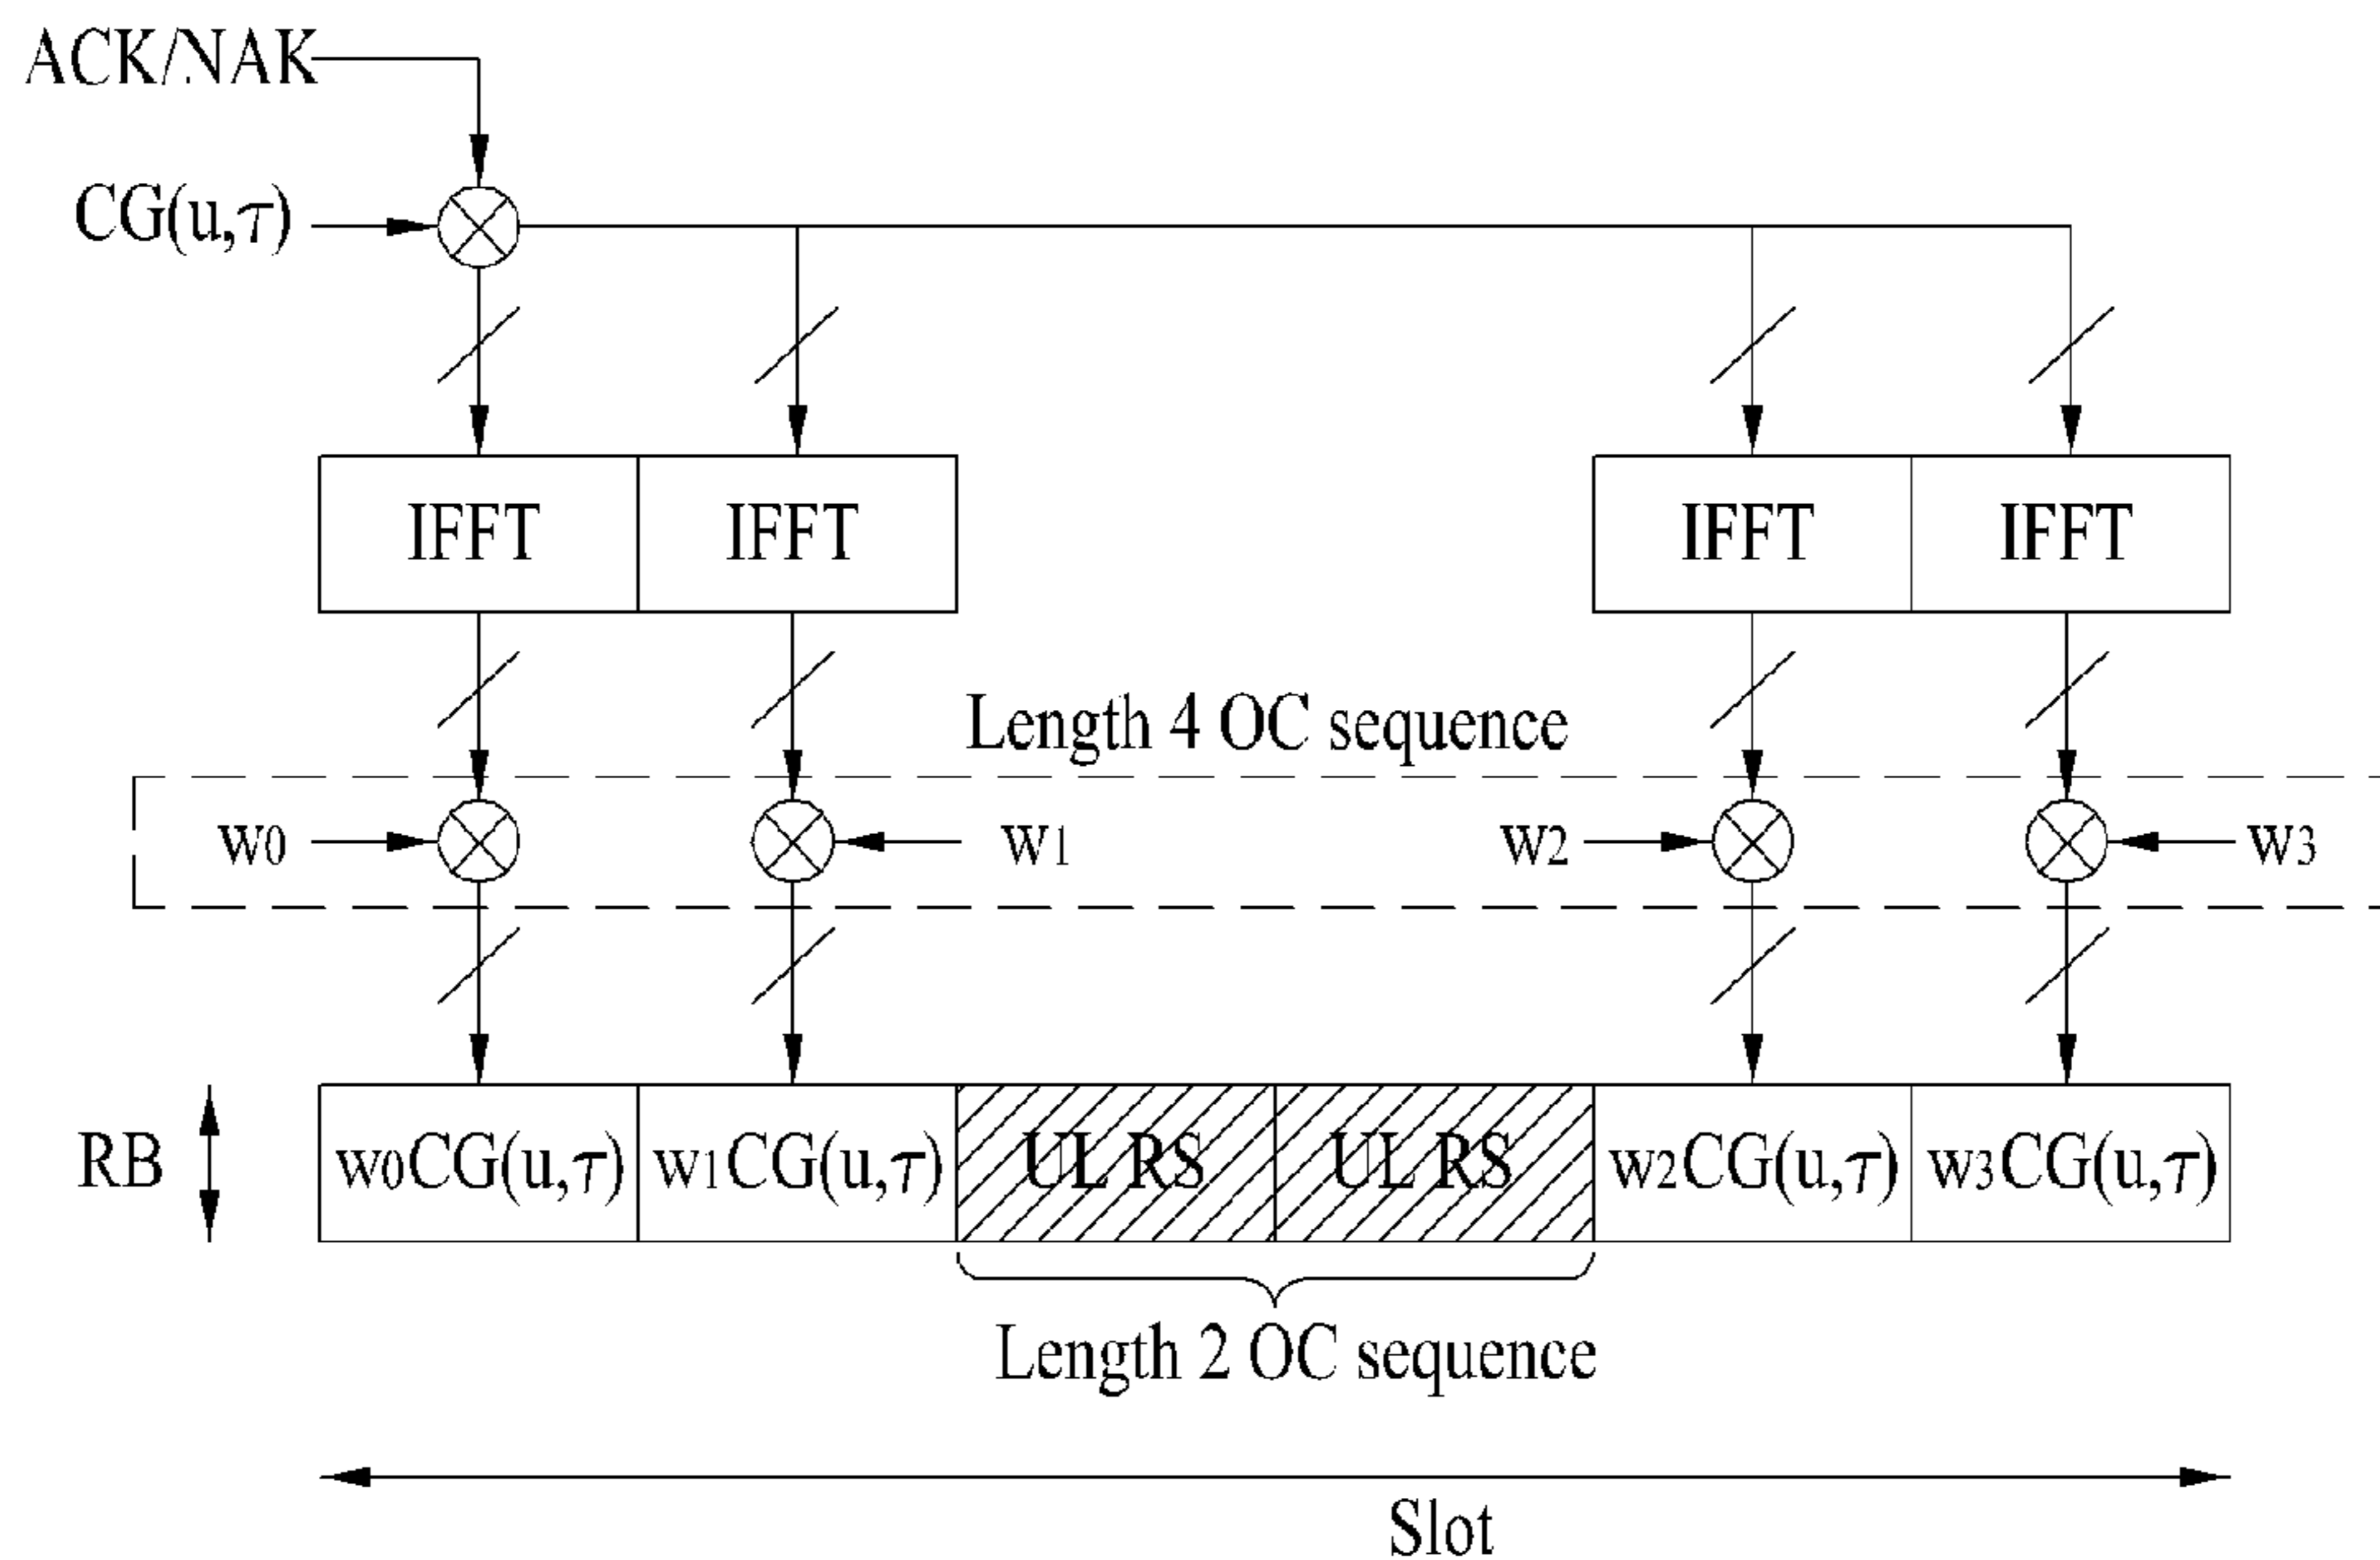 ACK/NAK
CG(u,τ)
IFFT IFFT IFFT IFFT
Length 4 OC sequence
w0 w1 w2 w3
RB w0CG(u,τ) w1CG(u,τ) UL RS UL RS w2CG(u,τ) w3CG(u,τ)
Length 2 OC sequence
Slot